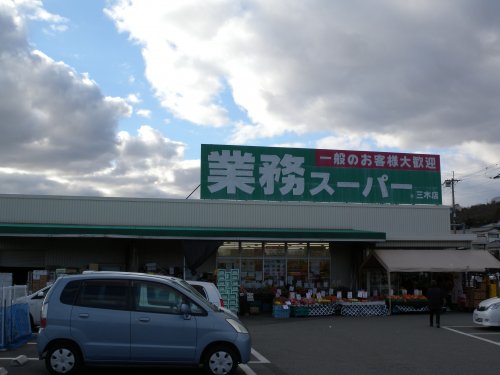 一般のお客様大歓迎
業務スーパー
三木店